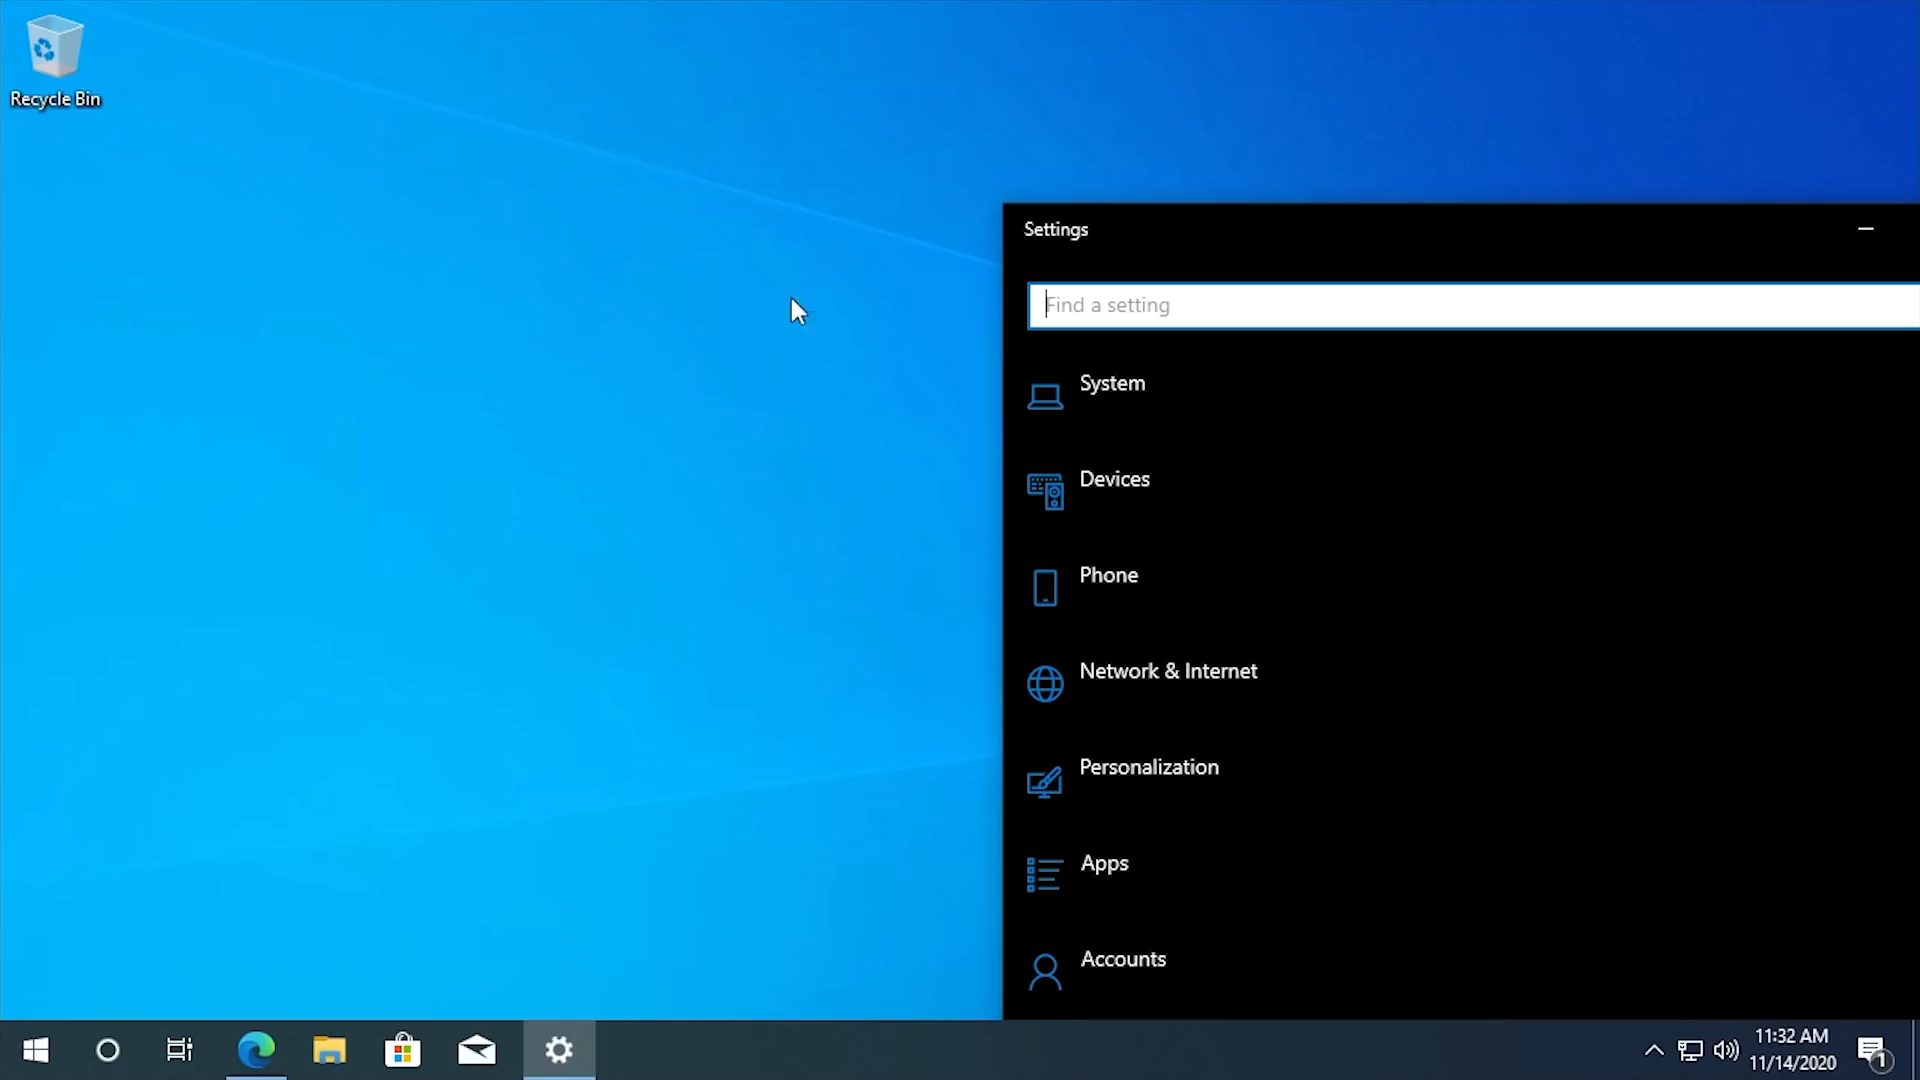 Recycle Bin
Settings
Find a setting
System
Devices
Phone
Network & Internet
Personalization
Apps
Accounts
11:32 AM
11/14/2020
1